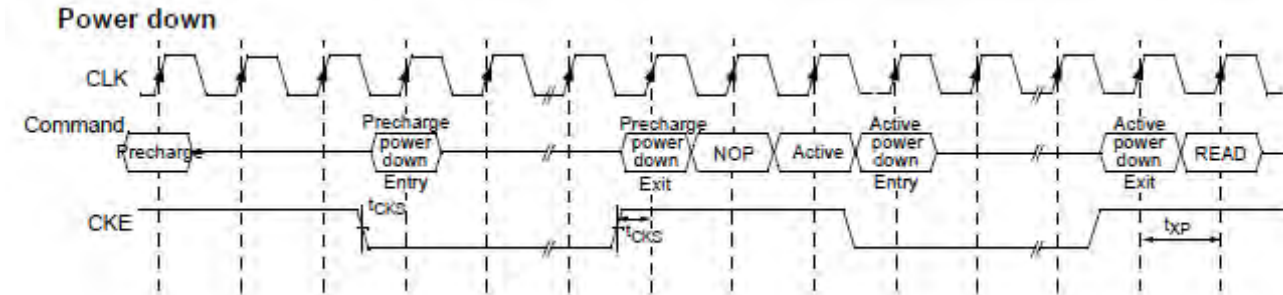 Power down
CLK
Command
Precharge
Precharge
power
down
Entry
Precharge
power
down
Exit
NOP
Active
Active
power
down
Entry
Active
power
down
Exit
READ
CKE
tCKS
tCKS
tXP